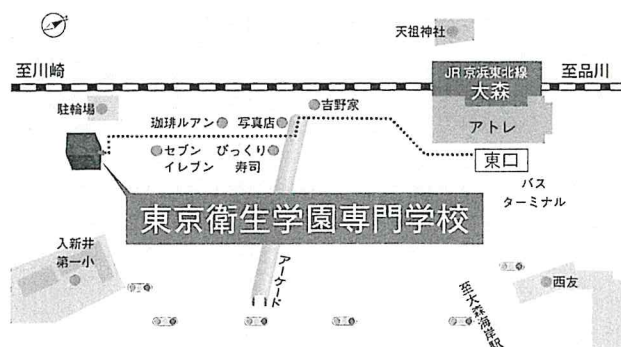 天祖神社
至川崎
JR 京浜東北線
大森
至品川
駐輪場
吉野家
珈琲ルアン
写真店
アトレ
セブン
イレブン
びっくり
寿司
東口
バス
ターミナル
東京衛生学園専門学校
入新井
第一小
アーケード
西友
至大森海岸駅